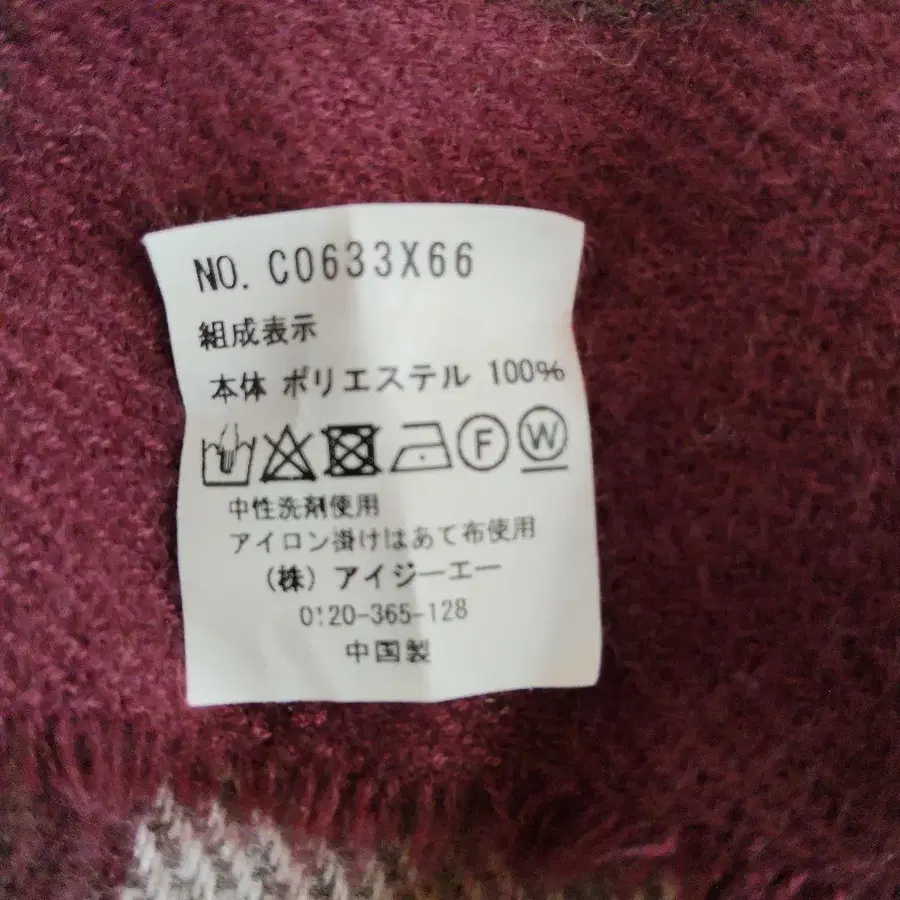 NO. C0633X66
組成表示
本体 ポリエステル 100%
F W
中性洗剤使用
アイロン掛けはあて布使用
(株) アイジーエー
0120-365-128
中国製